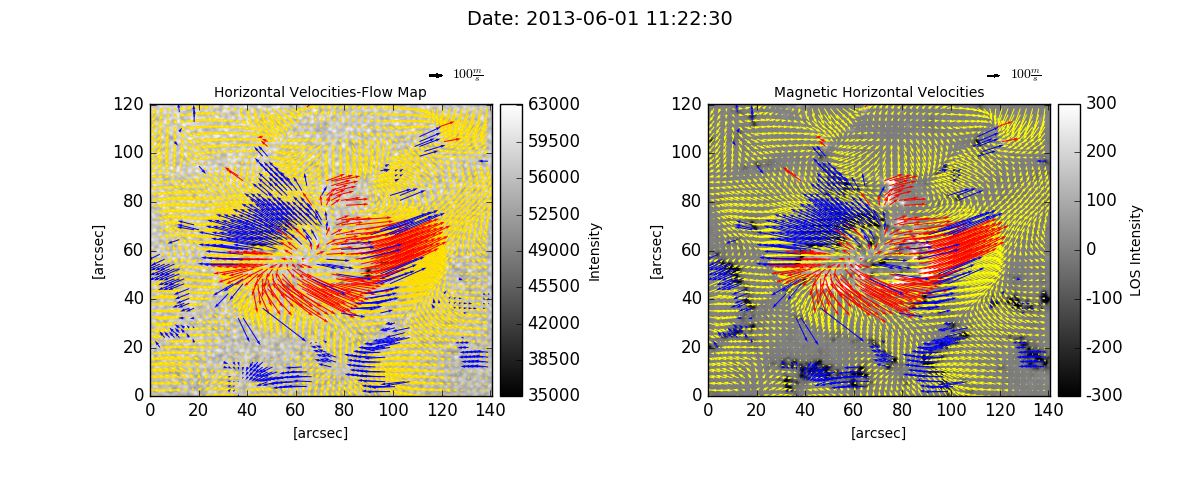 Date: 2013-06-01 11:22:30
100 m/s
Horizontal Velocities-Flow Map
120
100
80
60
40
20
0
0 20 40 60 80 100 120 140
[arcsec]
[arcsec]
63000
59500
56000
52500
49000
45500
42000
38500
35000
Intensity
100 m/s
Magnetic Horizontal Velocities
120
100
80
60
40
20
0
0 20 40 60 80 100 120 140
[arcsec]
[arcsec]
300
200
100
0
-100
-200
-300
LOS Intensity